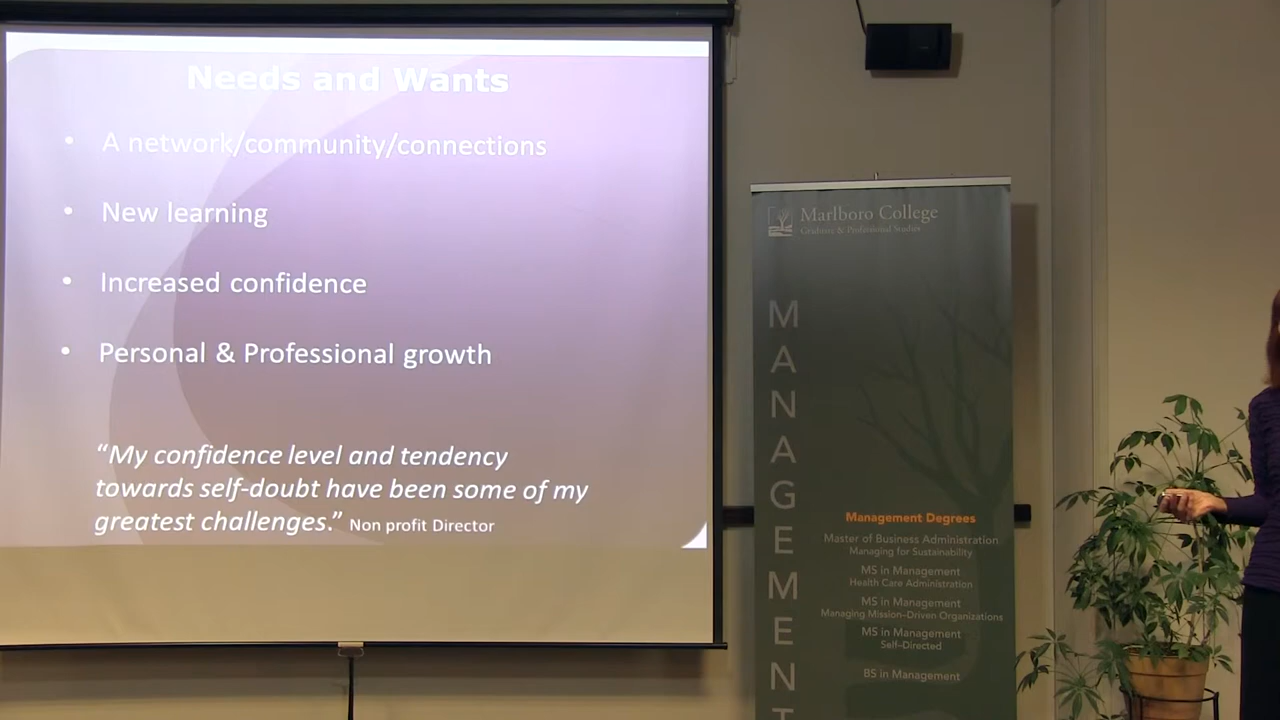 Needs and Wants
• A network/community/connections
• New learning
• Increased confidence
• Personal & Professional growth
“My confidence level and tendency
towards self-doubt have been some of my
greatest challenges.” Non profit Director
Marlboro College
Graduate & Professional Studies
MANAGEMENT
Management Degrees
Master of Business Administration
Managing for Sustainability
MS in Management
Health Care Administration
MS in Management
Managing Mission-Driven Organizations
MS in Management
Self-Directed
BS in Management